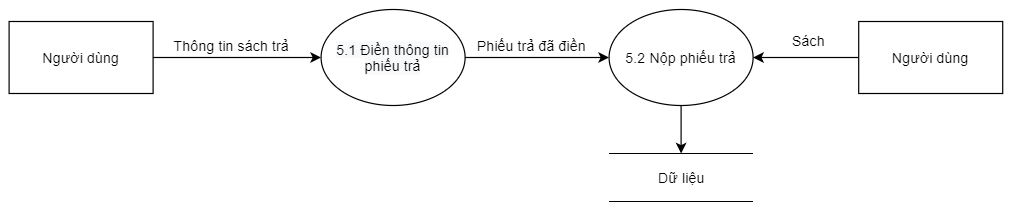 Người dùng
Thông tin sách trả
5.1 Điền thông tin
phiếu trả
Phiếu trả đã điền
5.2 Nộp phiếu trả
Sách
Người dùng
Dữ liệu